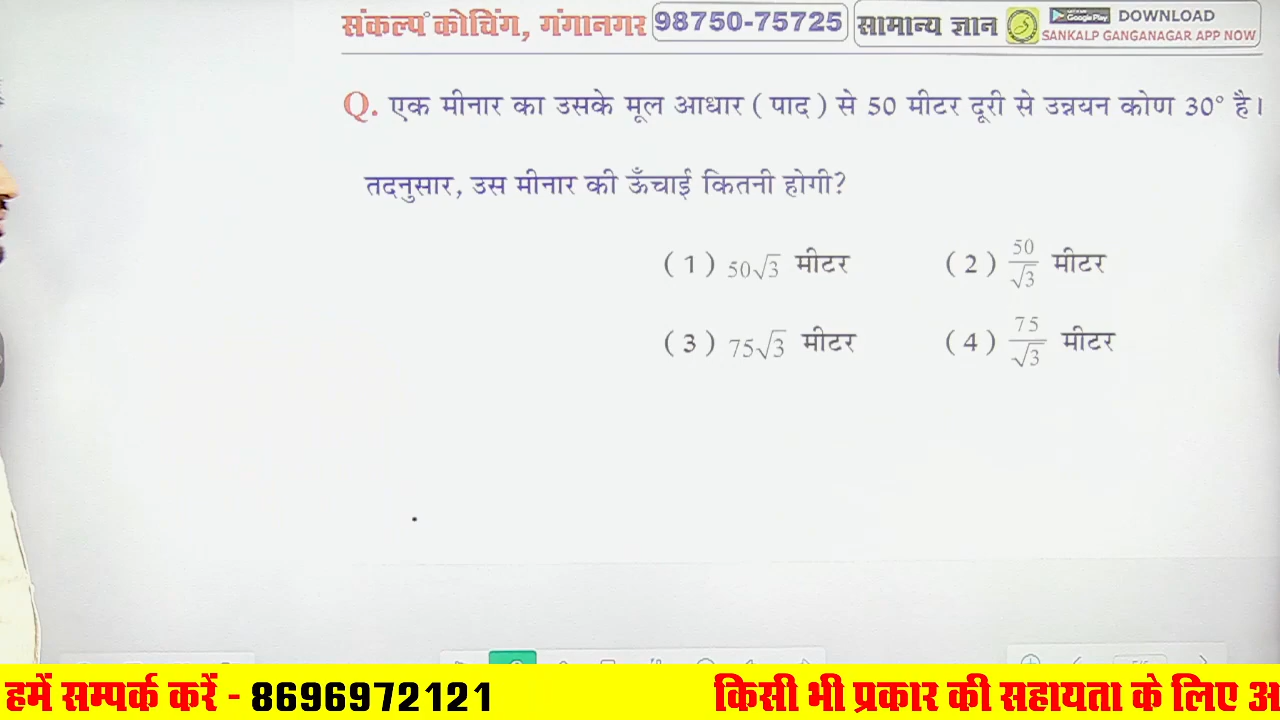 संकल्प कोचिंग, गंगानगर 98750-75725 सामान्य ज्ञान Google Play DOWNLOAD
SANKALP GANGANAGAR APP NOW
Q. एक मीनार का उसके मूल आधार ( पाद ) से 50 मीटर दूरी से उन्नयन कोण 30° है।
तदनुसार, उस मीनार की ऊँचाई कितनी होगी?
( 1 ) 50√3 मीटर ( 2 ) 50/√3 मीटर
( 3 ) 75√3 मीटर ( 4 ) 75/√3 मीटर
हमें सम्पर्क करें - 8696972121 किसी भी प्रकार की सहायता के लिए अ